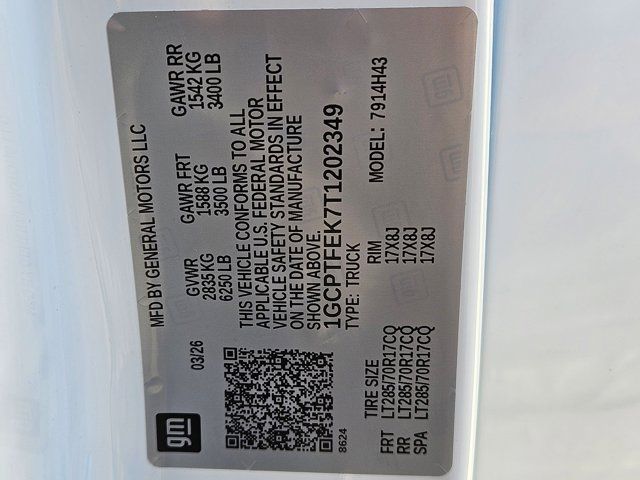 gm
03/26
MFD BY GENERAL MOTORS LLC
GVWR GAWR FRT GAWR RR
2835 KG 1588 KG 1542 KG
6250 LB 3500 LB 3400 LB
THIS VEHICLE CONFORMS TO ALL
APPLICABLE U.S. FEDERAL MOTOR
VEHICLE SAFETY STANDARDS IN EFFECT
ON THE DATE OF MANUFACTURE
SHOWN ABOVE.
1GCPTFEK7T1202349
8624
TYPE: TRUCK MODEL: 7914H43
TIRE SIZE RIM
FRT LT285/70R17CQ 17X8J
RR LT285/70R17CQ 17X8J
SPA LT285/70R17CQ 17X8J